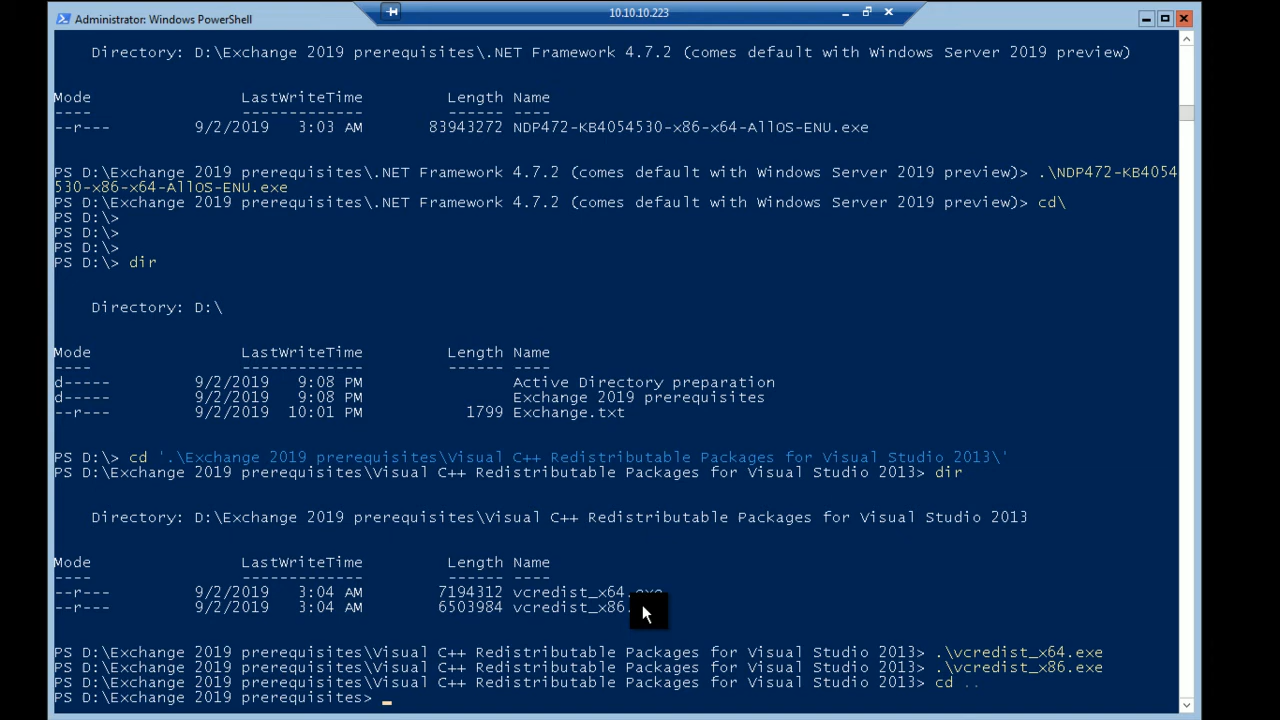 10.10.10.223
Administrator: Windows PowerShell
Directory: D:\Exchange 2019 prerequisites\.NET Framework 4.7.2 (comes default with Windows Server 2019 preview)
Mode LastWriteTime Length Name
---- ------------- ------ ----
--r--- 9/2/2019 3:03 AM 83943272 NDP472-KB4054530-x86-x64-AllOS-ENU.exe
PS D:\Exchange 2019 prerequisites\.NET Framework 4.7.2 (comes default with Windows Server 2019 preview)> .\NDP472-KB4054
530-x86-x64-AllOS-ENU.exe
PS D:\Exchange 2019 prerequisites\.NET Framework 4.7.2 (comes default with Windows Server 2019 preview)> cd\
PS D:\>
PS D:\>
PS D:\>
PS D:\> dir
Directory: D:\
Mode LastWriteTime Length Name
---- ------------- ------ ----
d----- 9/2/2019 9:08 PM Active Directory preparation
d----- 9/2/2019 9:08 PM Exchange 2019 prerequisites
--r--- 9/2/2019 10:01 PM 1799 Exchange.txt
PS D:\> cd '.\Exchange 2019 prerequisites\Visual C++ Redistributable Packages for Visual Studio 2013\'
PS D:\Exchange 2019 prerequisites\Visual C++ Redistributable Packages for Visual Studio 2013> dir
Directory: D:\Exchange 2019 prerequisites\Visual C++ Redistributable Packages for Visual Studio 2013
Mode LastWriteTime Length Name
---- ------------- ------ ----
--r--- 9/2/2019 3:04 AM 7194312 vcredist_x64.exe
--r--- 9/2/2019 3:04 AM 6503984 vcredist_x86.
PS D:\Exchange 2019 prerequisites\Visual C++ Redistributable Packages for Visual Studio 2013> .\vcredist_x64.exe
PS D:\Exchange 2019 prerequisites\Visual C++ Redistributable Packages for Visual Studio 2013> .\vcredist_x86.exe
PS D:\Exchange 2019 prerequisites\Visual C++ Redistributable Packages for Visual Studio 2013> cd ..
PS D:\Exchange 2019 prerequisites>